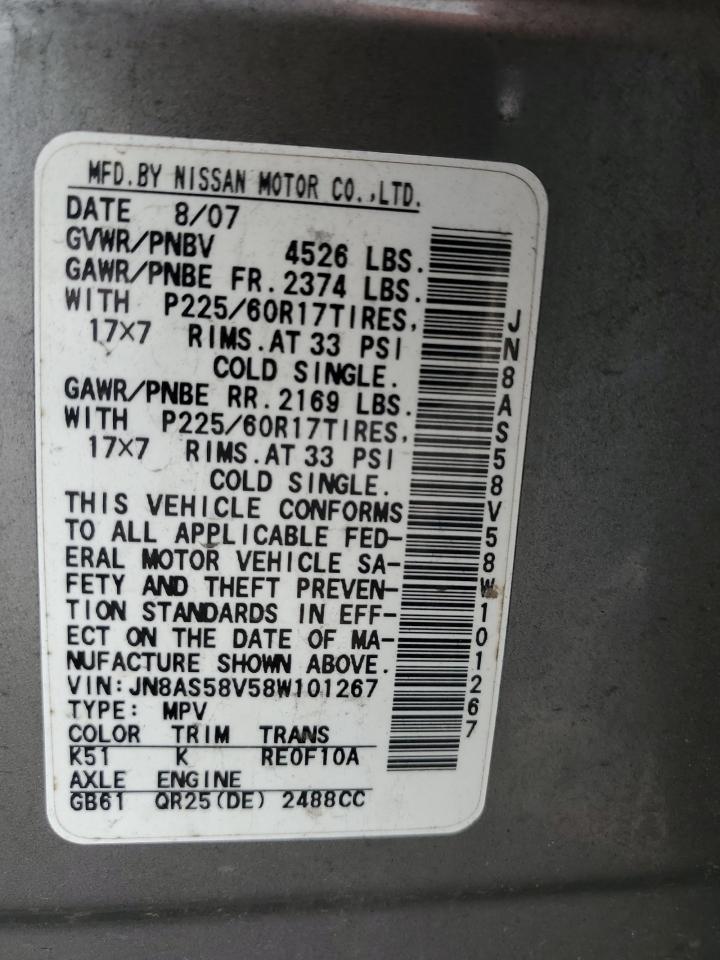 MFD.BY NISSAN MOTOR CO.,LTD.
DATE 8/07
GVWR/PNBV 4526 LBS.
GAWR/PNBE FR.2374 LBS.
WITH P225/60R17TIRES,
17X7 RIMS.AT 33 PSI
COLD SINGLE.
GAWR/PNBE RR.2169 LBS.
WITH P225/60R17TIRES,
17X7 RIMS.AT 33 PSI
COLD SINGLE.
THIS VEHICLE CONFORMS
TO ALL APPLICABLE FED-
ERAL MOTOR VEHICLE SA-
FETY AND THEFT PREVEN-
TION STANDARDS IN EFF-
ECT ON THE DATE OF MA-
NUFACTURE SHOWN ABOVE.
VIN:JN8AS58V58W101267
TYPE: MPV
COLOR TRIM TRANS
K51 K RE0F10A
AXLE ENGINE
GB61 QR25(DE) 2488CC
JN8AS58V58W101267